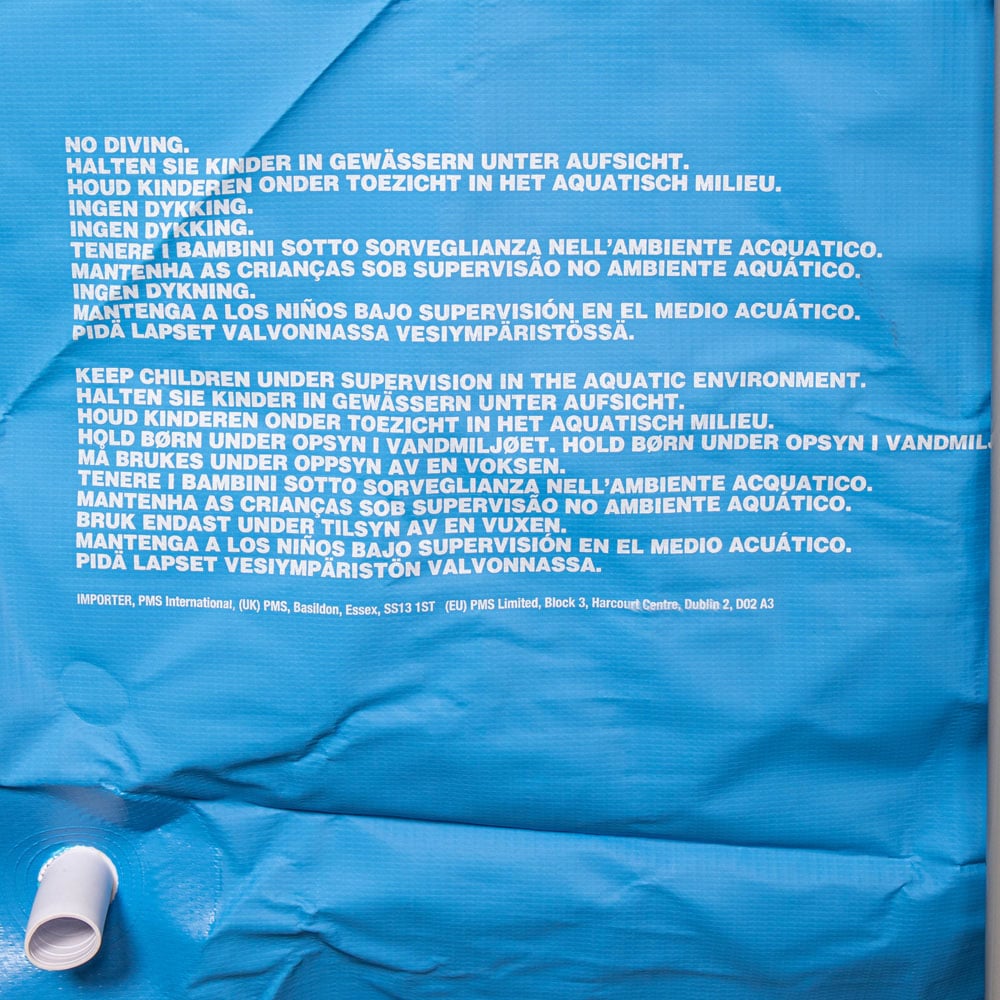 NO DIVING.
HALTEN SIE KINDER IN GEWÄSSERN UNTER AUFSICHT.
HOUD KINDEREN ONDER TOEZICHT IN HET AQUATISCH MILIEU.
INGEN DYKKING.
INGEN DYKKING.
TENERE I BAMBINI SOTTO SORVEGLIANZA NELL'AMBIENTE ACQUATICO.
MANTENHA AS CRIANÇAS SOB SUPERVISÃO NO AMBIENTE AQUÁTICO.
INGEN DYKNING.
MANTENGA A LOS NIÑOS BAJO SUPERVISIÓN EN EL MEDIO ACUÁTICO.
PIDÄ LAPSET VALVONNASSA VESIYMPÄRISTÖSSÄ.
KEEP CHILDREN UNDER SUPERVISION IN THE AQUATIC ENVIRONMENT.
HALTEN SIE KINDER IN GEWÄSSERN UNTER AUFSICHT.
HOUD KINDEREN ONDER TOEZICHT IN HET AQUATISCH MILIEU.
HOLD BØRN UNDER OPSYN I VANDMILJØET. HOLD BØRN UNDER OPSYN I
MÅ BRUKES UNDER OPPSYN AV EN VOKSEN.
TENERE I BAMBINI SOTTO SORVEGLIANZA NELL'AMBIENTE ACQUATICO.
MANTENHA AS CRIANÇAS SOB SUPERVISÃO NO AMBIENTE AQUÁTICO.
BRUK ENDAST UNDER TILSYN AV EN VUXEN.
MANTENGA A LOS NIÑOS BAJO SUPERVISIÓN EN EL MEDIO ACUÁTICO.
PIDÄ LAPSET VESIYMPÄRISTÖN VALVONNASSA.
IMPORTER, PMS International, (UK) PMS, Basildon, Essex, SS13 1ST (EU) PMS Limited, Block 3, Harcourt Centre, Dublin 2, D02 A3